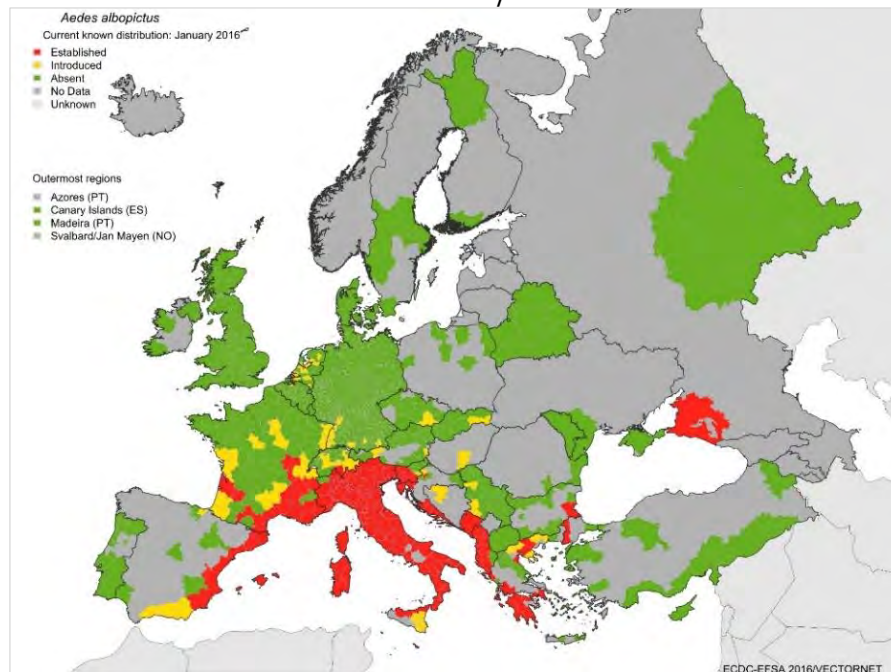 Aedes albopictus
Current known distribution: January 2016
Established
Introduced
Absent
No Data
Unknown
Outermost regions
Azores (PT)
Canary Islands (ES)
Madeira (PT)
Svalbard/Jan Mayen (NO)
ECDC-EFSA 2016/VECTORNET